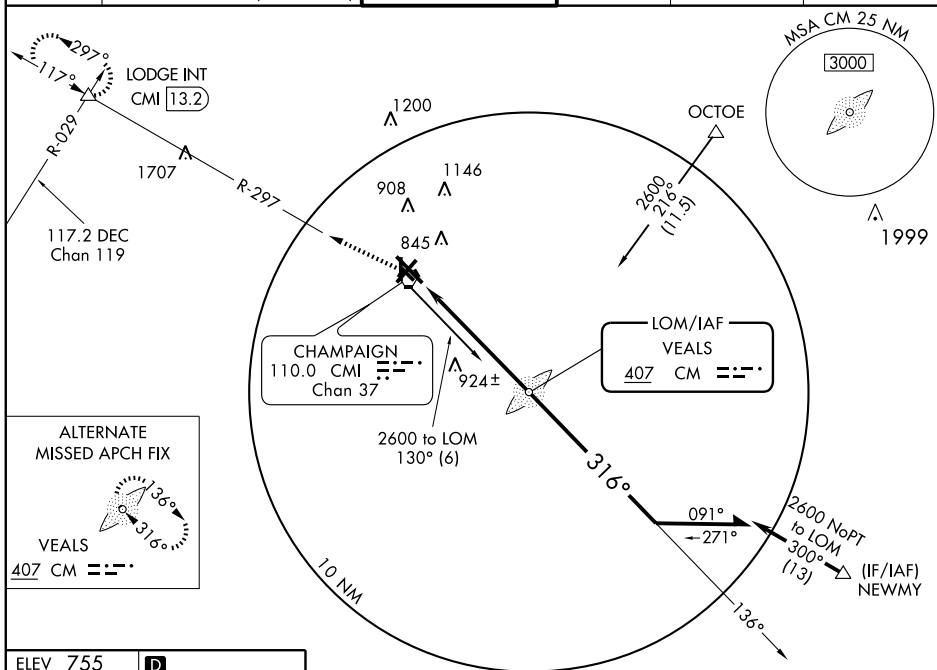 297°
117°
LODGE INT
CMI 13.2
R-029
1707
R-297
117.2 DEC
Chan 119
1200
1146
908
845
OCTOE
2600
216°
(11.5)
MSA CM 25 NM
3000
1999
CHAMPAIGN
110.0 CMI
Chan 37
924±
2600 to LOM
130° (6)
LOM/IAF
VEALS
407 CM
316°
091°
271°
2600 NoPT
to LOM
300°
(13)
(IF/IAF)
NEWMY
136°
10 NM
ALTERNATE
MISSED APCH FIX
136°
316°
VEALS
407 CM
ELEV 755
D